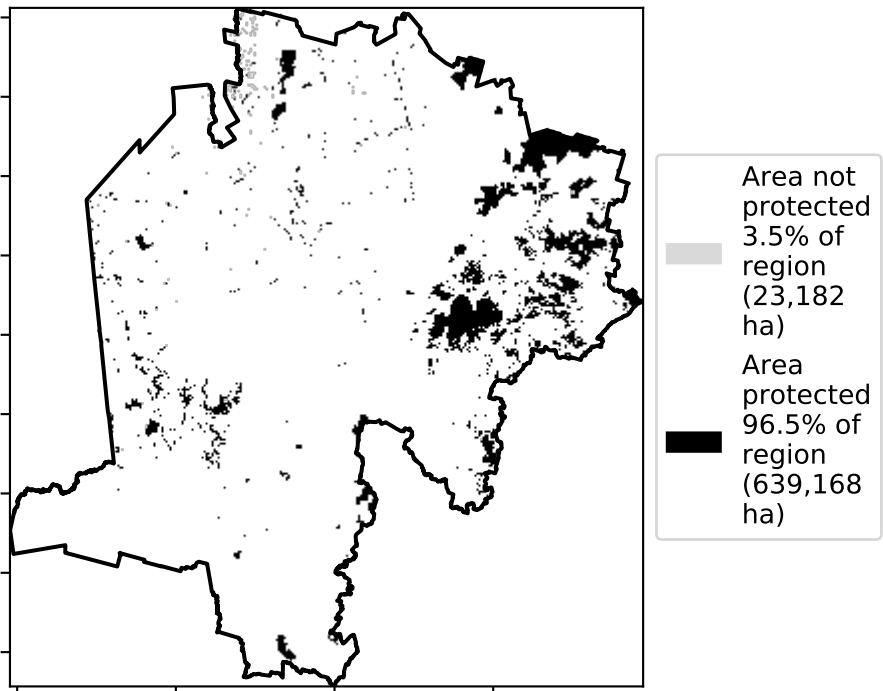 Area not
protected
3.5% of
region
(23,182
ha)
Area
protected
96.5% of
region
(639,168
ha)